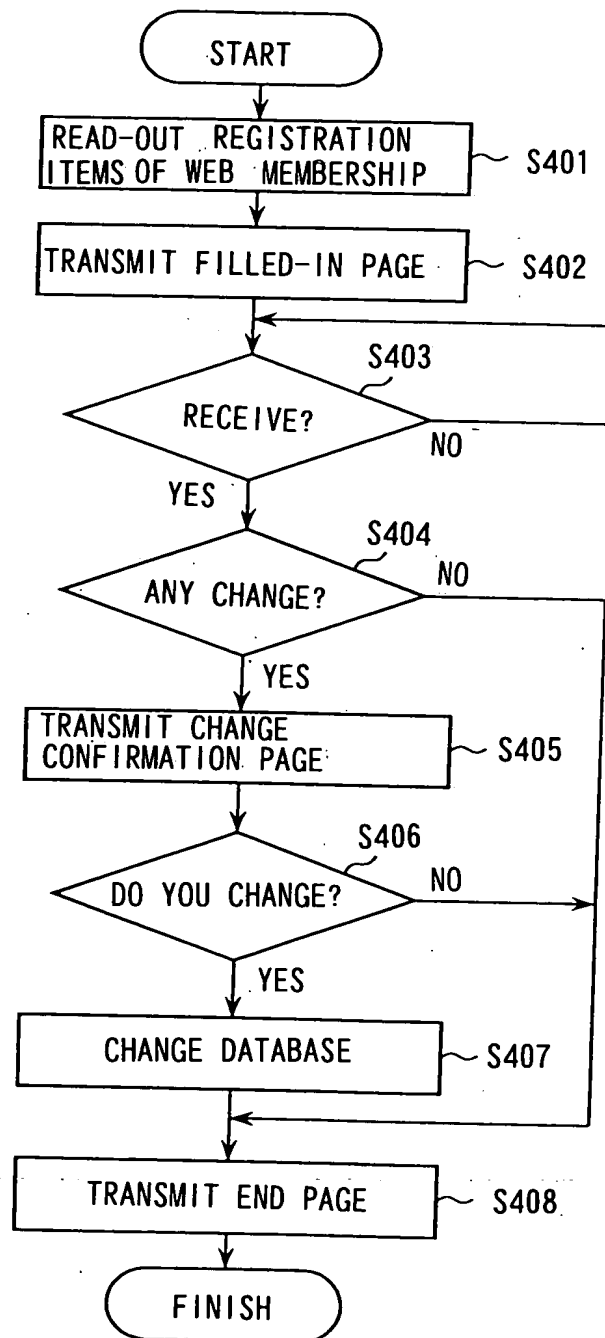 START
READ-OUT REGISTRATION
ITEMS OF WEB MEMBERSHIP
S401
TRANSMIT FILLED-IN PAGE
S402
S403
RECEIVE?
NO
YES
S404
ANY CHANGE?
NO
YES
TRANSMIT CHANGE
CONFIRMATION PAGE
S405
S406
DO YOU CHANGE?
NO
YES
CHANGE DATABASE
S407
TRANSMIT END PAGE
S408
FINISH